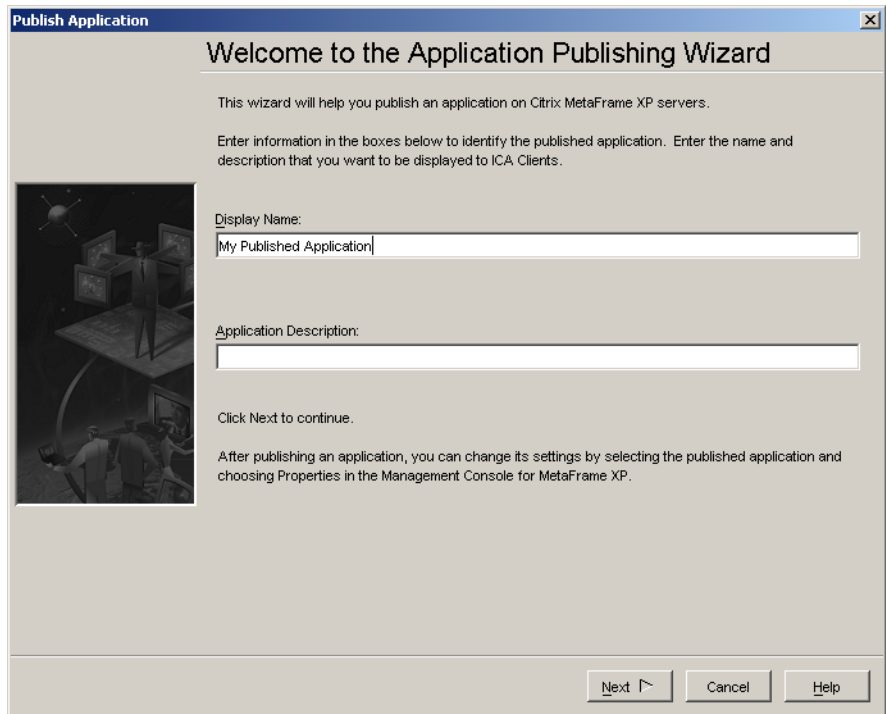 Publish Application
Welcome to the Application Publishing Wizard
This wizard will help you publish an application on Citrix MetaFrame XP servers.
Enter information in the boxes below to identify the published application. Enter the name and
description that you want to be displayed to ICA Clients.
Display Name:
My Published Application
Application Description:
Click Next to continue.
After publishing an application, you can change its settings by selecting the published application and
choosing Properties in the Management Console for MetaFrame XP.
Next Cancel Help